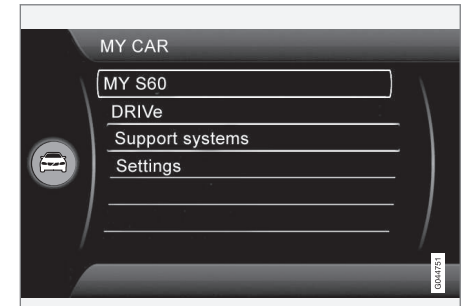 MY CAR
MY S60
DRIVe
Support systems
Settings
G044751